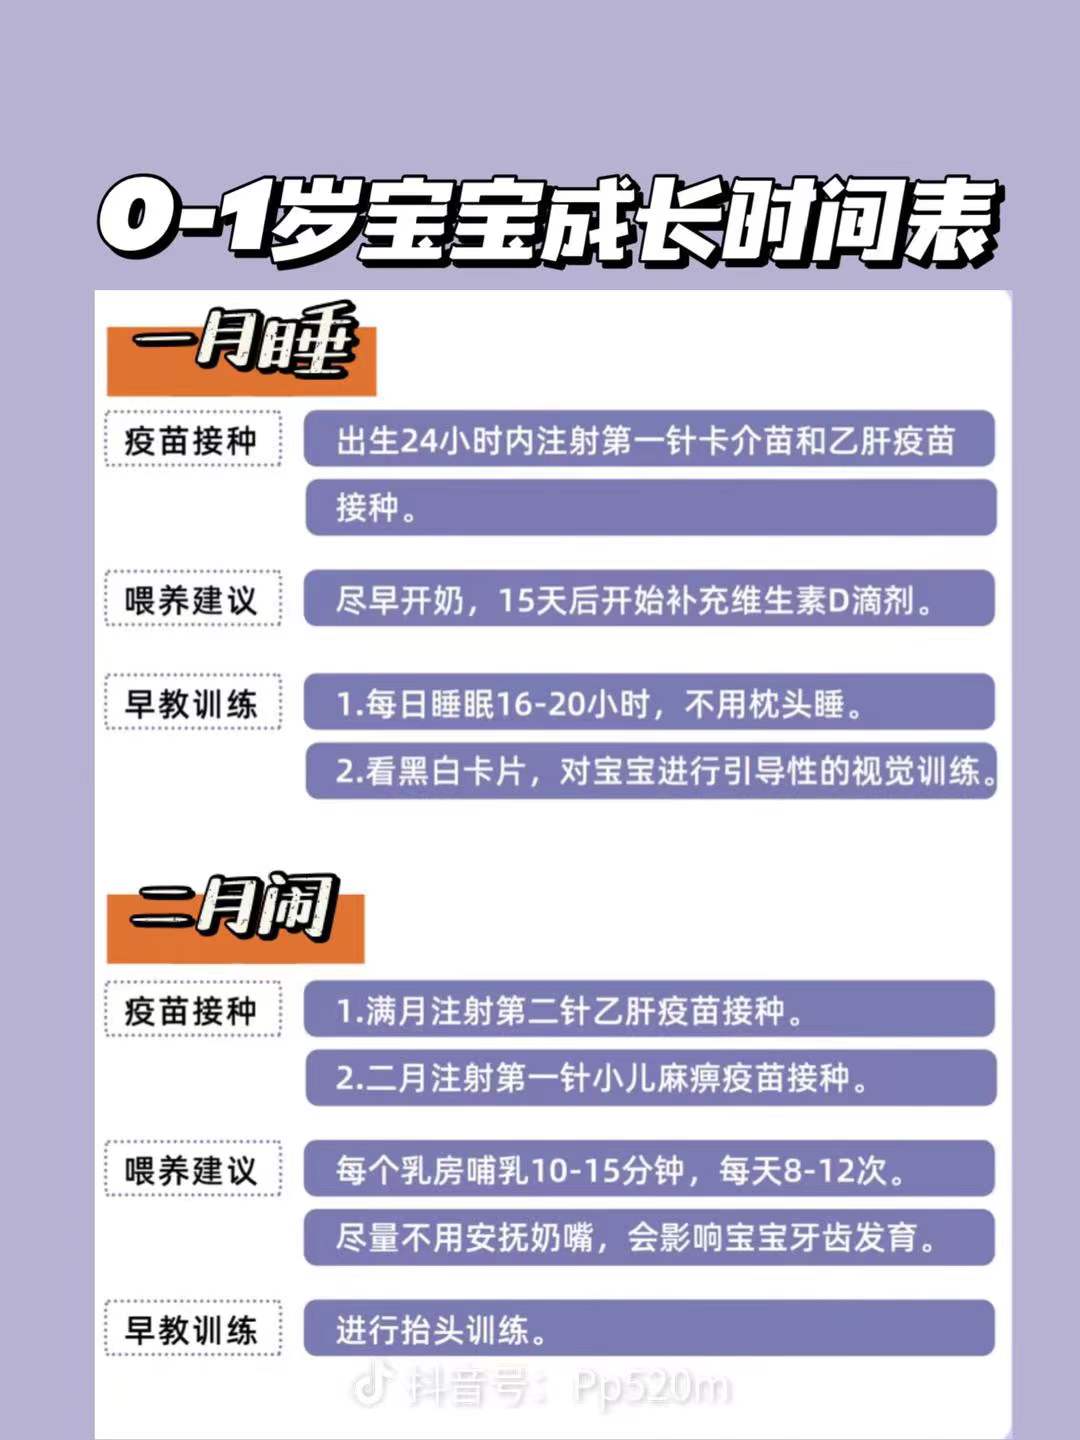 0-1岁宝宝成长时间表
一月睡
疫苗接种
出生24小时内注射第一针卡介苗和乙肝疫苗
接种。
喂养建议
尽早开奶，15天后开始补充维生素D滴剂。
早教训练
1.每日睡眠16-20小时，不用枕头睡。
2.看黑白卡片，对宝宝进行引导性的视觉训练。
二月闹
疫苗接种
1.满月注射第二针乙肝疫苗接种。
2.二月注射第一针小儿麻痹疫苗接种。
喂养建议
每个乳房哺乳10-15分钟，每天8-12次。
尽量不用安抚奶嘴，会影响宝宝牙齿发育。
早教训练
进行抬头训练。
抖音号：Pp520m